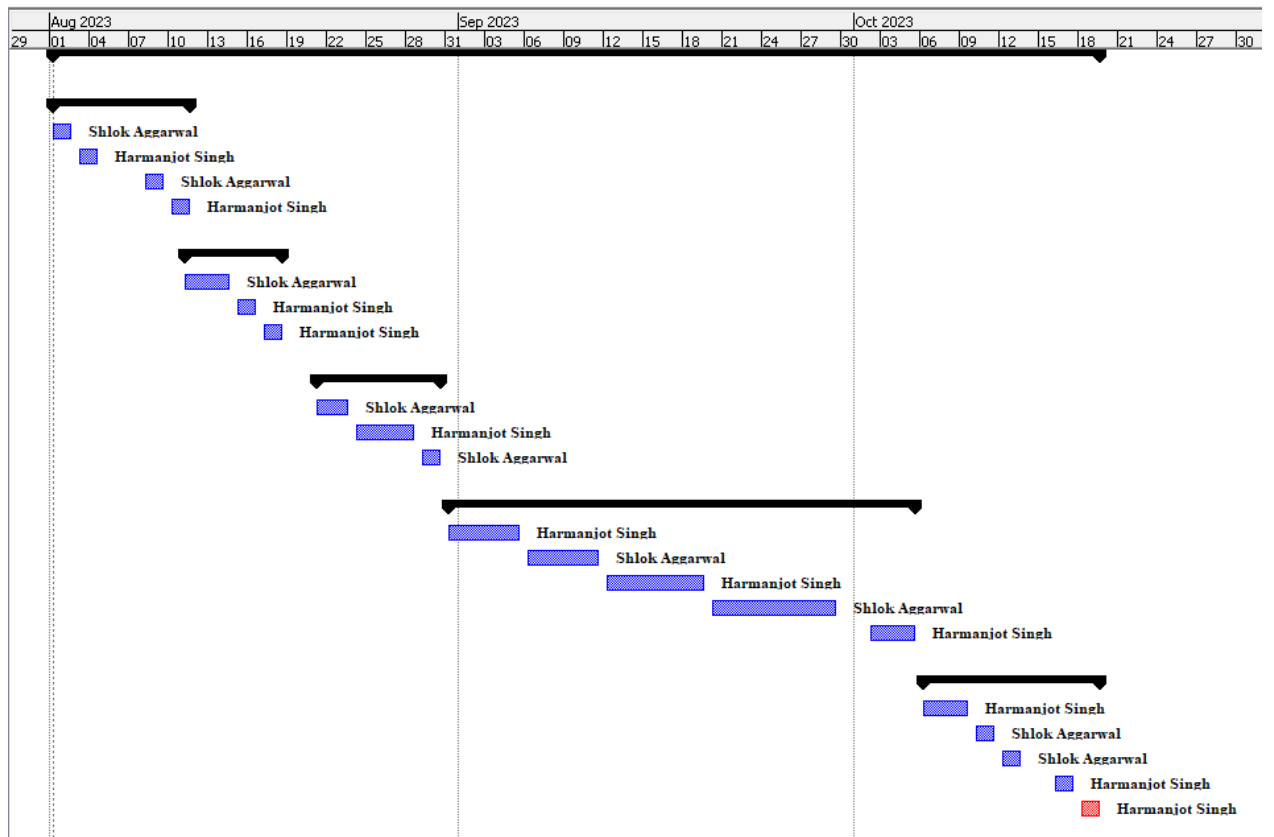 Aug 2023 Sep 2023 Oct 2023
29 01 04 07 10 13 16 19 22 25 28 31 03 06 09 12 15 18 21 24 27 30 03 06 09 12 15 18 21 24 27 30
Shlok Aggarwal
Harmanjot Singh
Shlok Aggarwal
Harmanjot Singh
Shlok Aggarwal
Harmanjot Singh
Harmanjot Singh
Shlok Aggarwal
Harmanjot Singh
Shlok Aggarwal
Harmanjot Singh
Shlok Aggarwal
Harmanjot Singh
Shlok Aggarwal
Harmanjot Singh
Harmanjot Singh
Shlok Aggarwal
Shlok Aggarwal
Harmanjot Singh
Harmanjot Singh